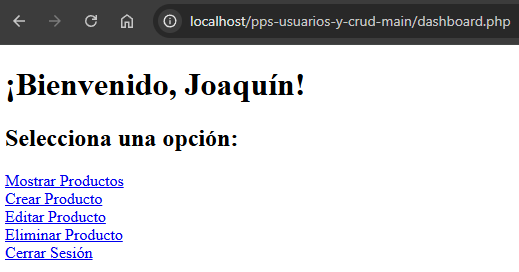 localhost/pps-usuarios-y-crud-main/dashboard.php
¡Bienvenido, Joaquín!
Selecciona una opción:
Mostrar Productos
Crear Producto
Editar Producto
Eliminar Producto
Cerrar Sesión